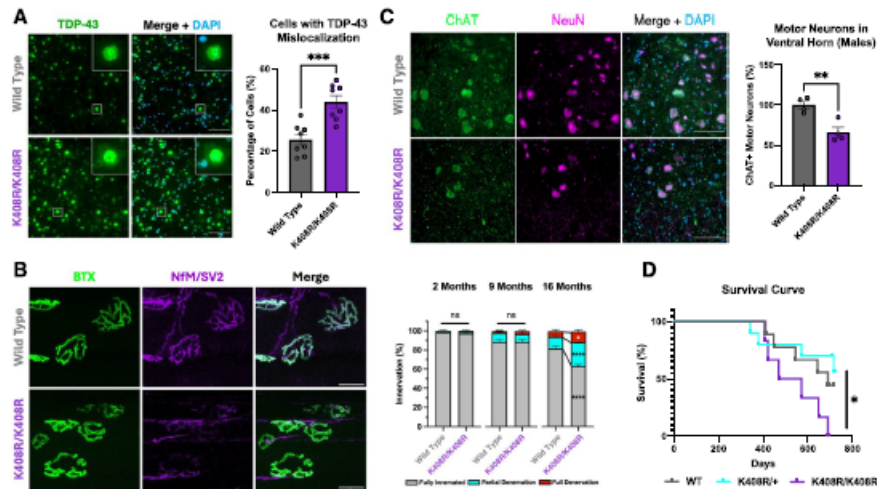 A
TDP-43
Merge + DAPI
Wild Type
K408R/K408R
Cells with TDP-43
Mislocalization
Percentage of Cells (%)
60
40
20
0
***
Wild Type
K408R/K408R
B
BTX
NfM/SV2
Merge
Wild Type
K408R/K408R
2 Months
9 Months
16 Months
Innervation (%)
100
80
60
40
20
0
ns
ns
*
****
****
Wild Type
K408R/K408R
Wild Type
K408R/K408R
Wild Type
K408R/K408R
Fully Innervated
Partial Denervation
Full Denervation
C
ChAT
NeuN
Merge + DAPI
Wild Type
K408R/K408R
Motor Neurons in
Ventral Horn (Males)
ChAT+ Motor Neurons (%)
150
100
50
0
**
Wild Type
K408R/K408R
D
Survival Curve
Survival (%)
100
50
0
0
200
400
600
800
Days
*
WT
K408R/+
K408R/K408R